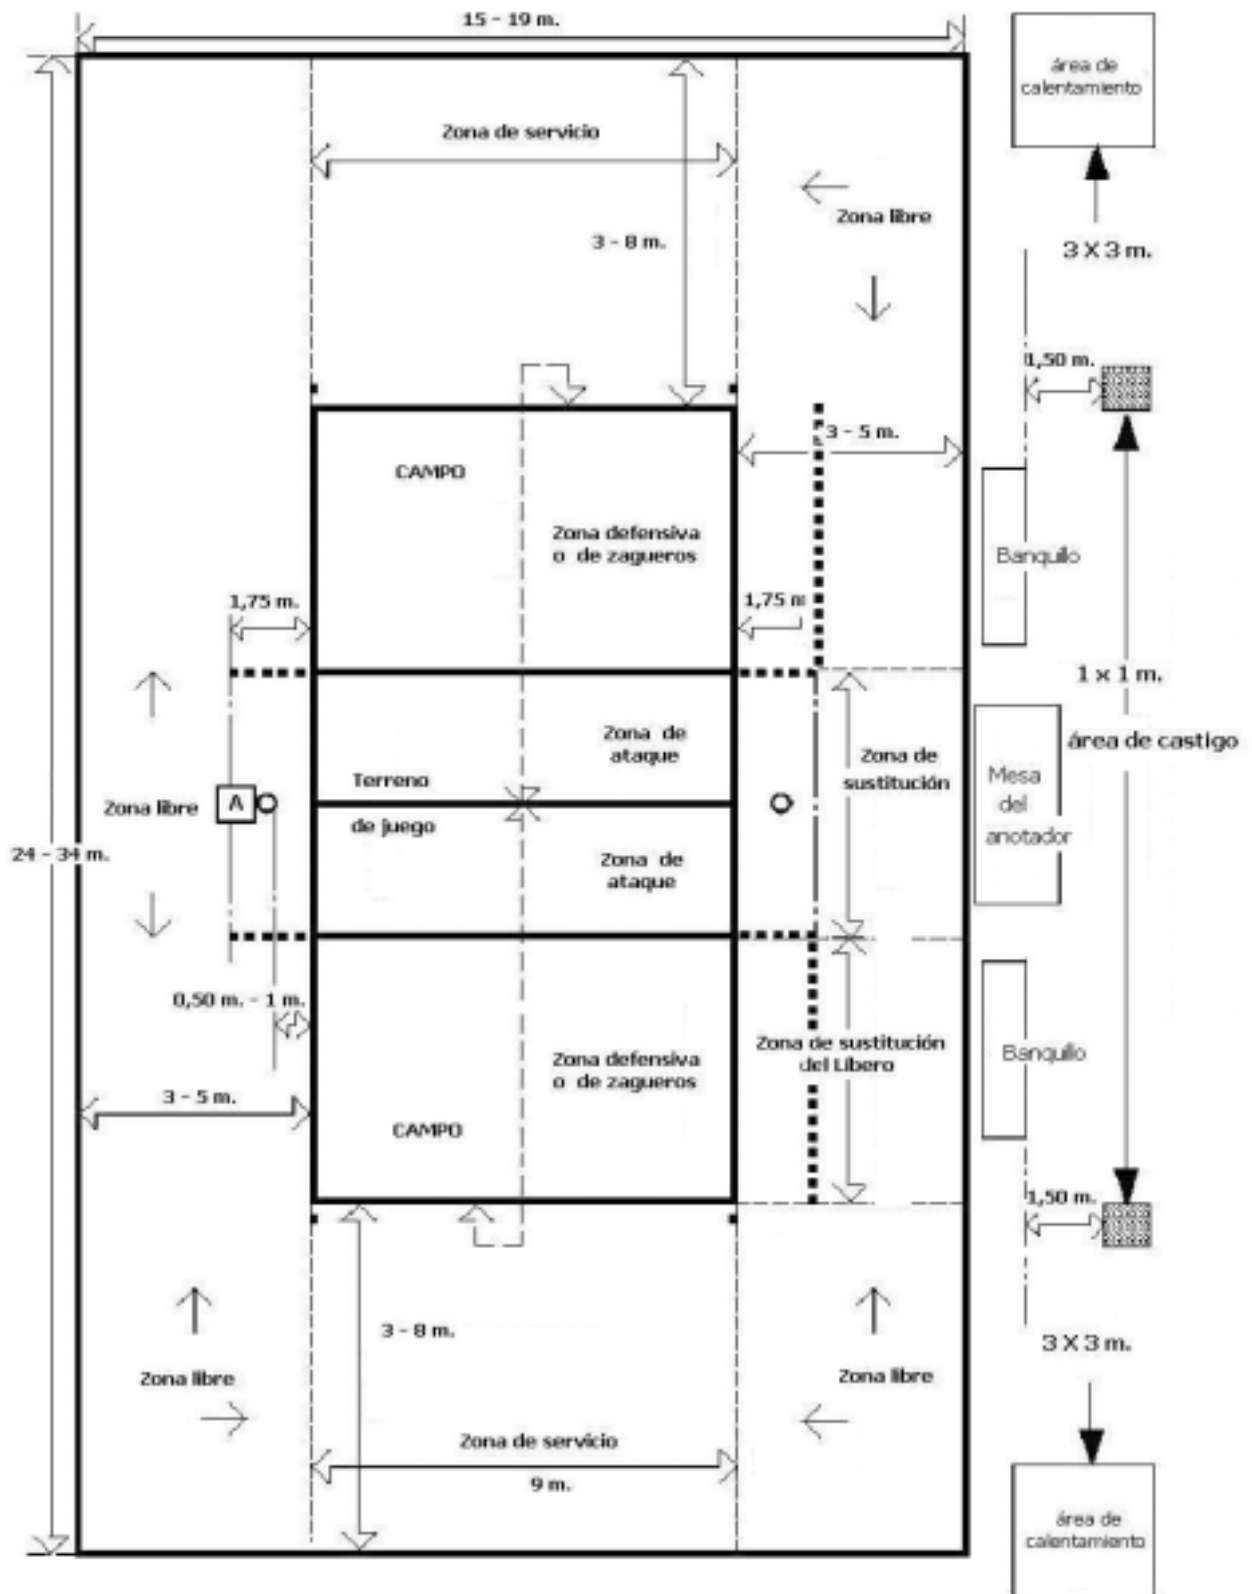 15 - 19 m.
área de
calentamiento
Zona de servicio
Zona libre
3 - 8 m.
3 X 3 m.
1,50 m.
3 - 5 m.
CAMPO
Zona defensiva
o de zagueros
Banquillo
1,75 m.
1,75 m
1 x 1 m.
Zona de
ataque
área de castigo
Zona de
sustitución
Terreno
Mesa
del
anotador
Zona libre
A
de juego
24 - 34 m.
Zona de
ataque
0,50 m. - 1 m.
Zona de sustitución
del Líbero
Banquillo
Zona defensiva
o de zagueros
3 - 5 m.
CAMPO
1,50 m.
3 - 8 m.
3 X 3 m.
Zona libre
Zona libre
Zona de servicio
9 m.
área de
calentamiento